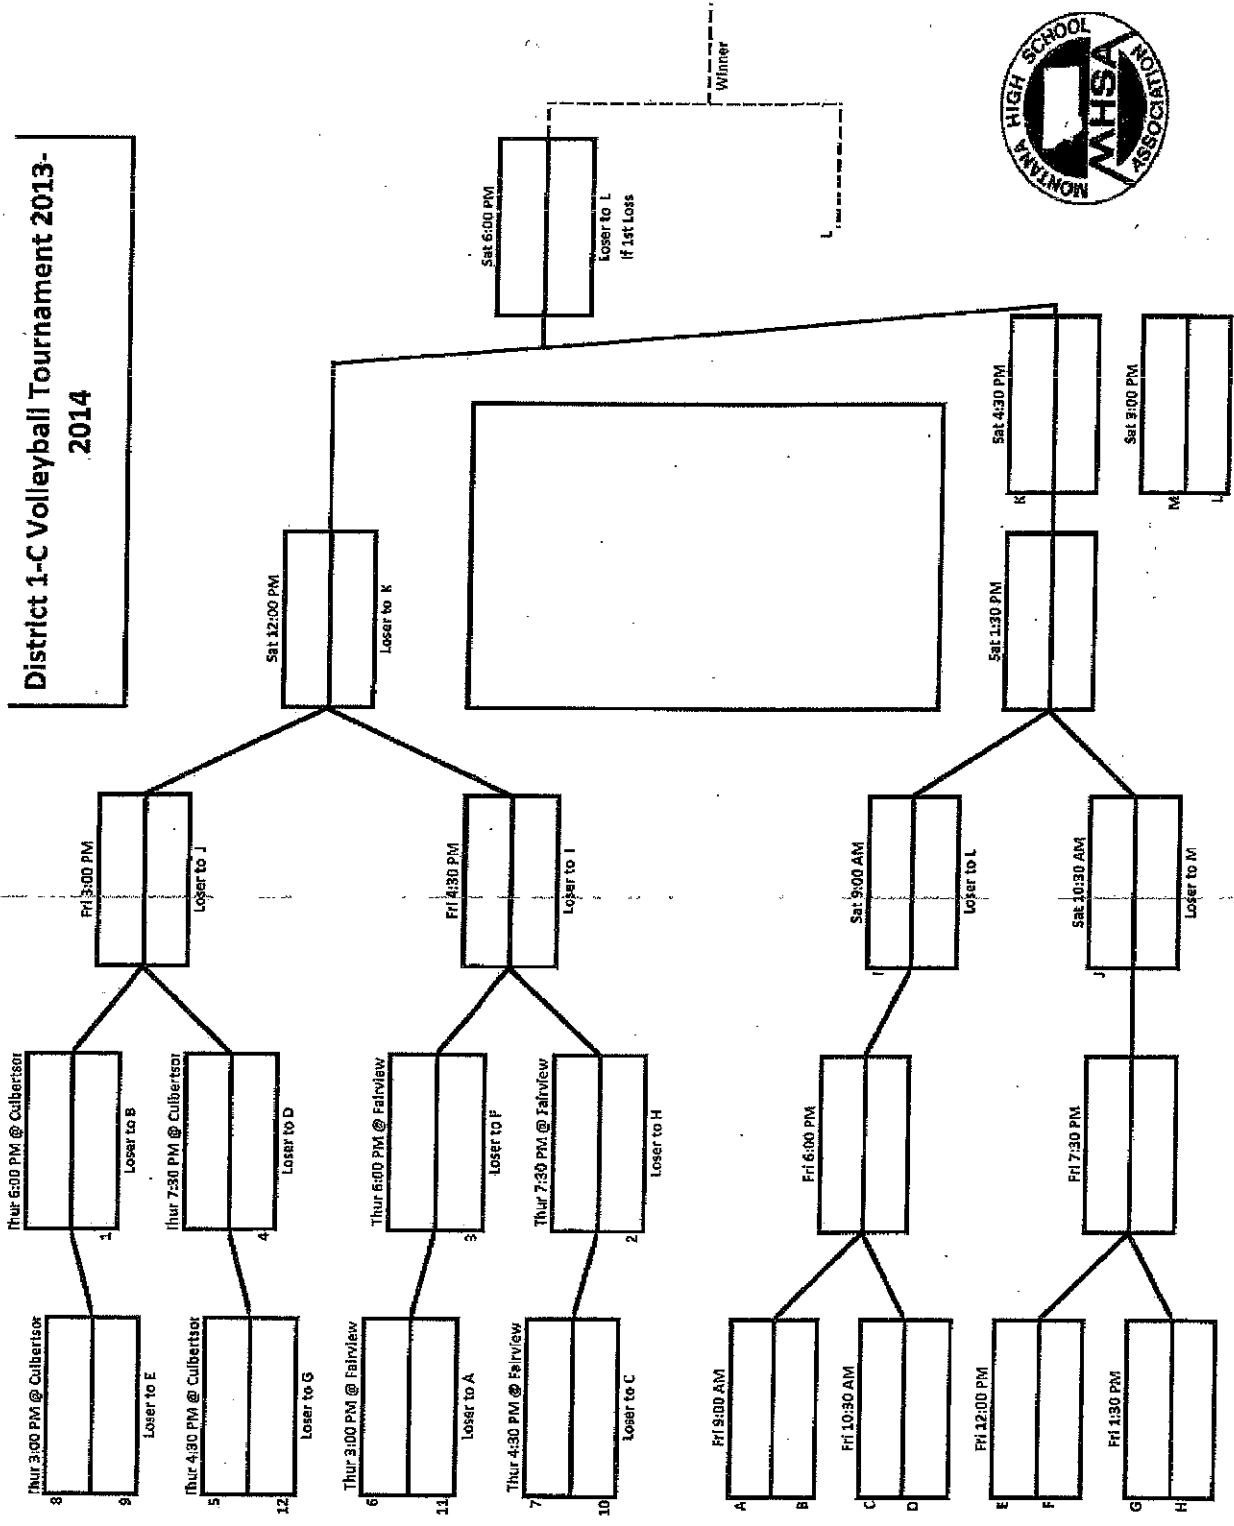 District 1-C Volleyball Tournament 2013-
2014
Thur 3:00 PM @ Culbertson
8
9
Loser to E
Thur 4:30 PM @ Culbertson
5
12
Loser to G
Thur 3:00 PM @ Fairview
6
11
Loser to A
Thur 4:30 PM @ Fairview
7
10
Loser to C
Thur 6:00 PM @ Culbertson
1
Loser to B
Thur 7:30 PM @ Culbertson
4
Loser to D
Thur 6:00 PM @ Fairview
3
Loser to F
Thur 7:30 PM @ Fairview
2
Loser to H
Fri 3:00 PM
Loser to J
Fri 4:30 PM
Loser to I
Sat 12:00 PM
Loser to K
Sat 6:00 PM
Loser to L
If 1st Loss
L
Winner
Fri 9:00 AM
A
B
Fri 10:30 AM
C
D
Fri 12:00 PM
E
F
Fri 1:30 PM
G
H
Fri 6:00 PM
Fri 7:30 PM
Sat 9:00 AM
I
Loser to L
Sat 10:30 AM
J
Loser to M
Sat 1:30 PM
Sat 4:30 PM
K
Sat 3:00 PM
M
L
MONTANA HIGH SCHOOL
MHSA
ASSOCIATION